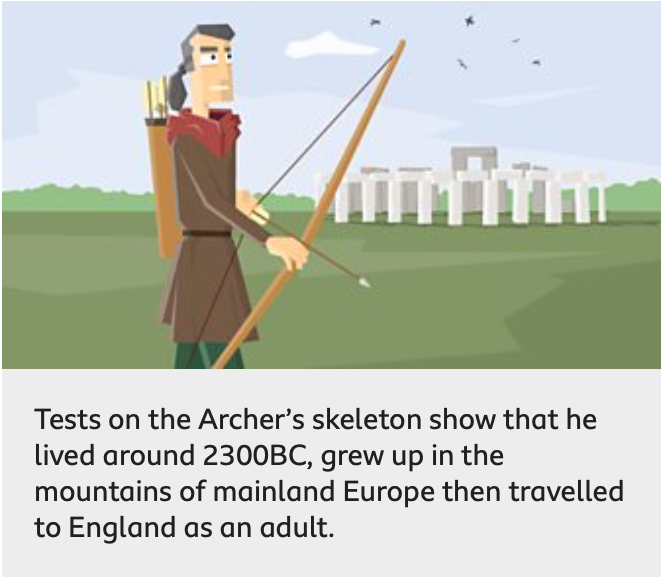 Tests on the Archer’s skeleton show that he
lived around 2300BC, grew up in the
mountains of mainland Europe then travelled
to England as an adult.